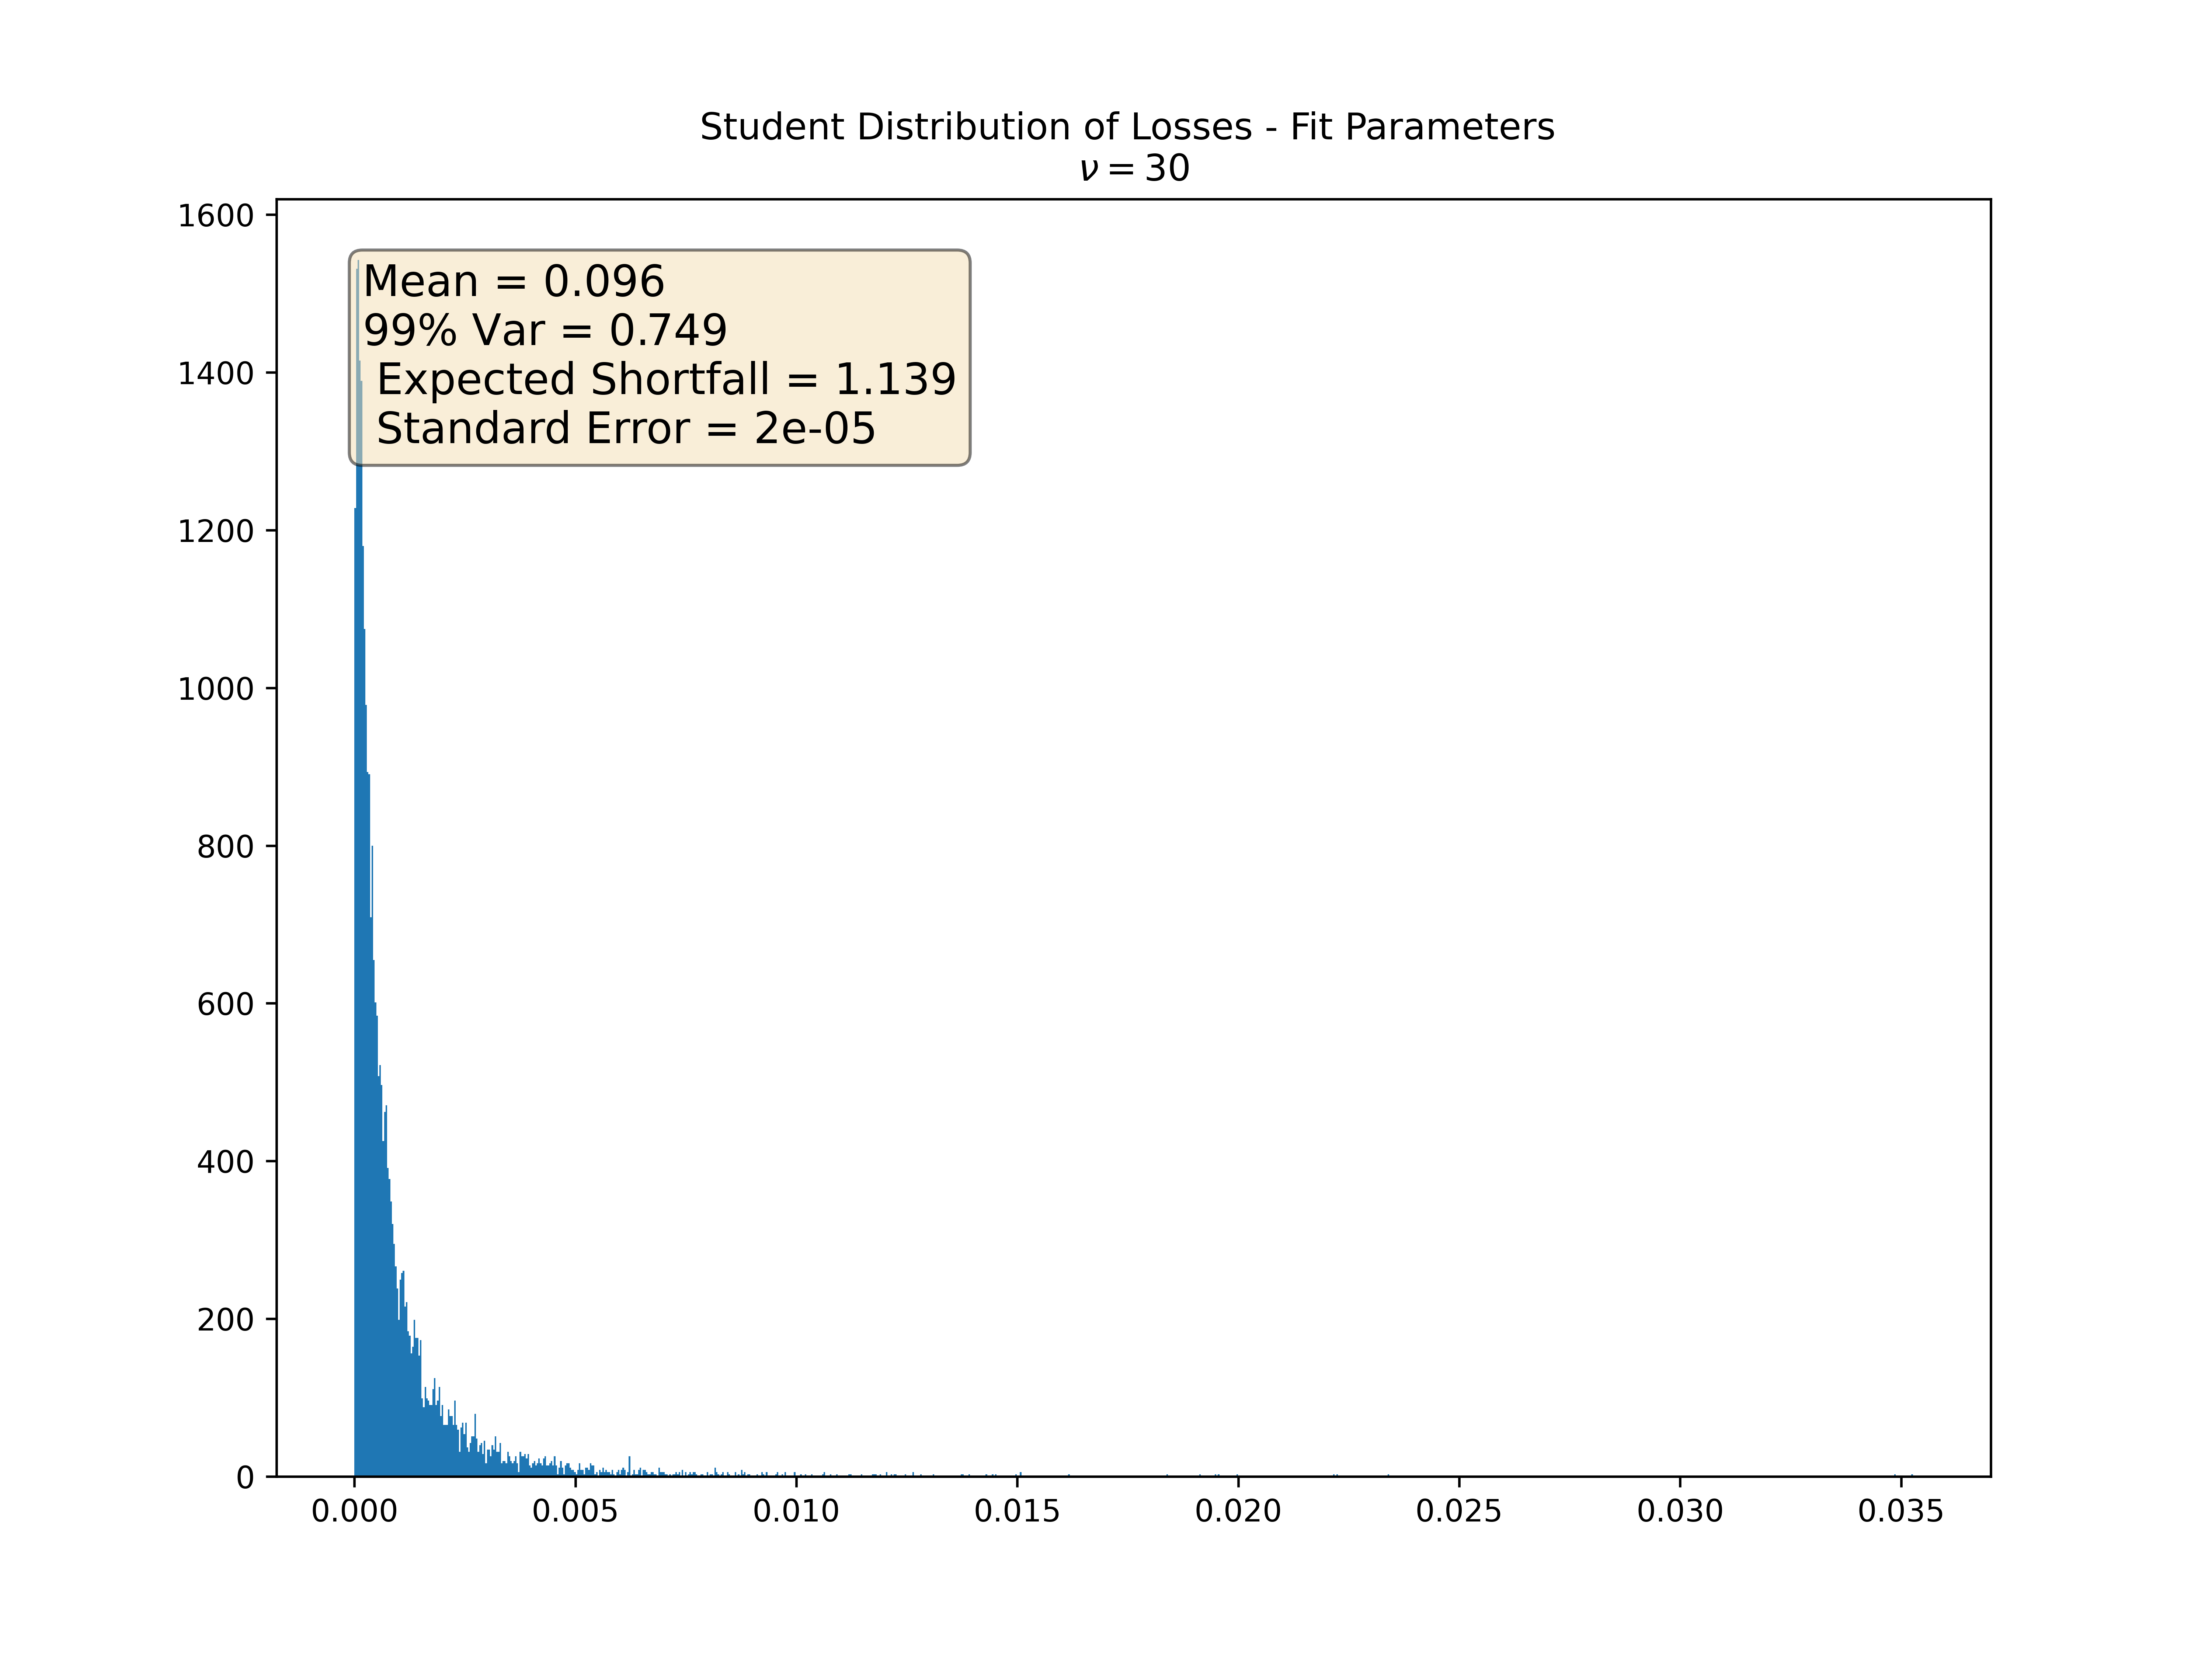 Student Distribution of Losses - Fit Parameters
ν = 30
1600
1400
1200
1000
800
600
400
200
0
Mean = 0.096
99% Var = 0.749
Expected Shortfall = 1.139
Standard Error = 2e-05
0.000 0.005 0.010 0.015 0.020 0.025 0.030 0.035